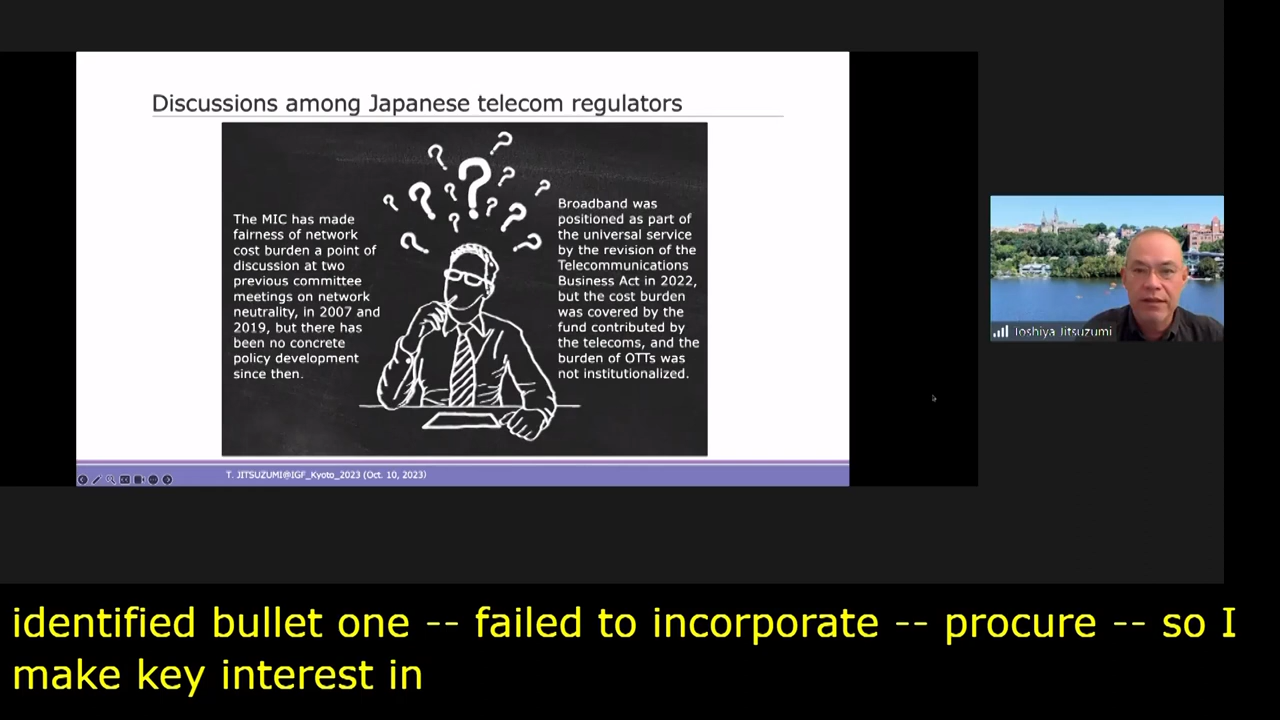 Discussions among Japanese telecom regulators
The MIC has made
fairness of network
cost burden a point of
discussion at two
previous committee
meetings on network
neutrality, in 2007 and
2019, but there has
been no concrete
policy development
since then.
Broadband was
positioned as part of
the universal service
by the revision of the
Telecommunications
Business Act in 2022,
but the cost burden
was covered by the
fund contributed by
the telecoms, and the
burden of OTTs was
not institutionalized.
T. JITSUZUMI@IGF_Kyoto_2023 (Oct. 10, 2023)
Toshiya Jitsuzumi
identified bullet one -- failed to incorporate -- procure -- so I
make key interest in